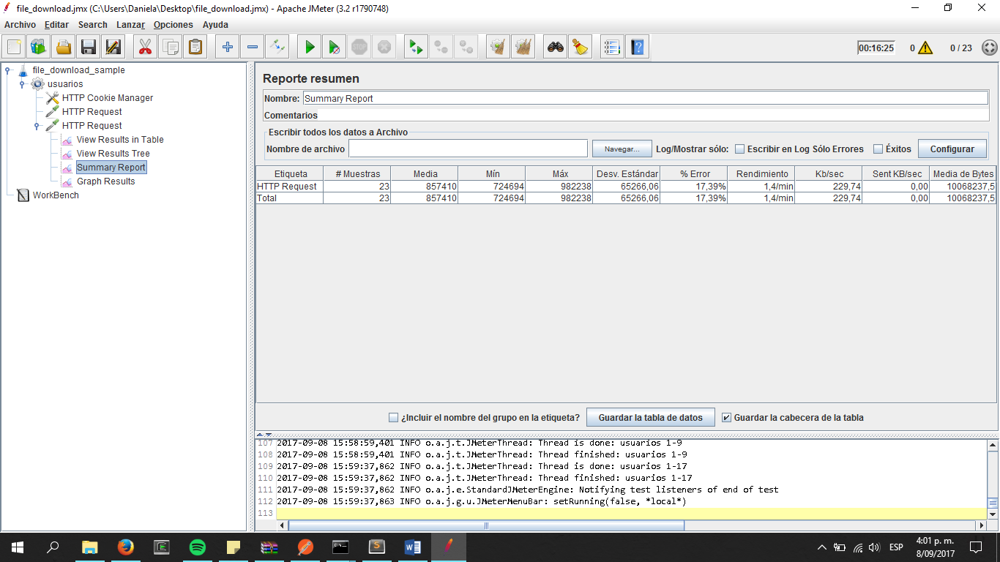 file_download.jmx (C:\Users\Daniela\Desktop\file_download.jmx) - Apache JMeter (3.2 r1790748)
Archivo Editar Search Lanzar Opciones Ayuda
00:16:25 0 0 / 23
file_download_sample
usuarios
HTTP Cookie Manager
HTTP Request
HTTP Request
View Results in Table
View Results Tree
Summary Report
Graph Results
WorkBench
Reporte resumen
Nombre: Summary Report
Comentarios
Escribir todos los datos a Archivo
Nombre de archivo Navegar... Log/Mostrar sólo: Escribir en Log Sólo Errores Éxitos Configurar
Etiqueta # Muestras Media Mín Máx Desv. Estándar % Error Rendimiento Kb/sec Sent KB/sec Media de Bytes
HTTP Request 23 857410 724694 982238 65266,06 17,39% 1,4/min 229,74 0,00 10068237,5
Total 23 857410 724694 982238 65266,06 17,39% 1,4/min 229,74 0,00 10068237,5
¿Incluir el nombre del grupo en la etiqueta? Guardar la tabla de datos Guardar la cabecera de la tabla
107 2017-09-08 15:58:59,401 INFO o.a.j.t.JMeterThread: Thread is done: usuarios 1-9
108 2017-09-08 15:58:59,401 INFO o.a.j.t.JMeterThread: Thread finished: usuarios 1-9
109 2017-09-08 15:59:37,862 INFO o.a.j.t.JMeterThread: Thread is done: usuarios 1-17
110 2017-09-08 15:59:37,862 INFO o.a.j.t.JMeterThread: Thread finished: usuarios 1-17
111 2017-09-08 15:59:37,862 INFO o.a.j.e.StandardJMeterEngine: Notifying test listeners of end of test
112 2017-09-08 15:59:37,863 INFO o.a.j.g.u.JMeterMenuBar: setRunning(false, *local*)
113
ESP
4:01 p. m.
8/09/2017